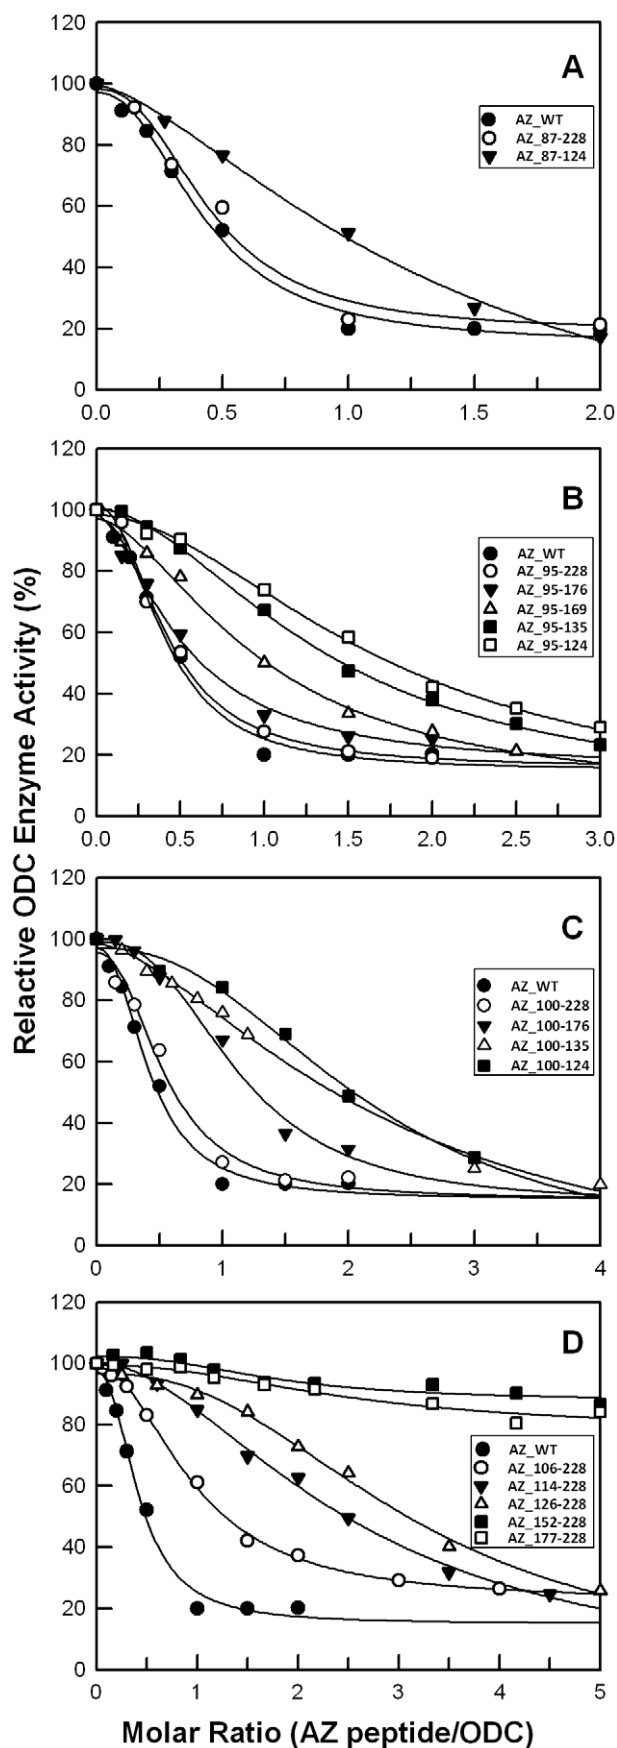 Relactive ODC Enzyme Activity (%)
120
100
80
60
40
20
0
A
AZ_WT
AZ_87-228
AZ_87-124
0.0 0.5 1.0 1.5 2.0
120
100
80
60
40
20
0
B
AZ_WT
AZ_95-228
AZ_95-176
AZ_95-169
AZ_95-135
AZ_95-124
0.0 0.5 1.0 1.5 2.0 2.5 3.0
120
100
80
60
40
20
0
C
AZ_WT
AZ_100-228
AZ_100-176
AZ_100-135
AZ_100-124
0 1 2 3 4
120
100
80
60
40
20
0
D
AZ_WT
AZ_106-228
AZ_114-228
AZ_126-228
AZ_152-228
AZ_177-228
0 1 2 3 4 5
Molar Ratio (AZ peptide/ODC)